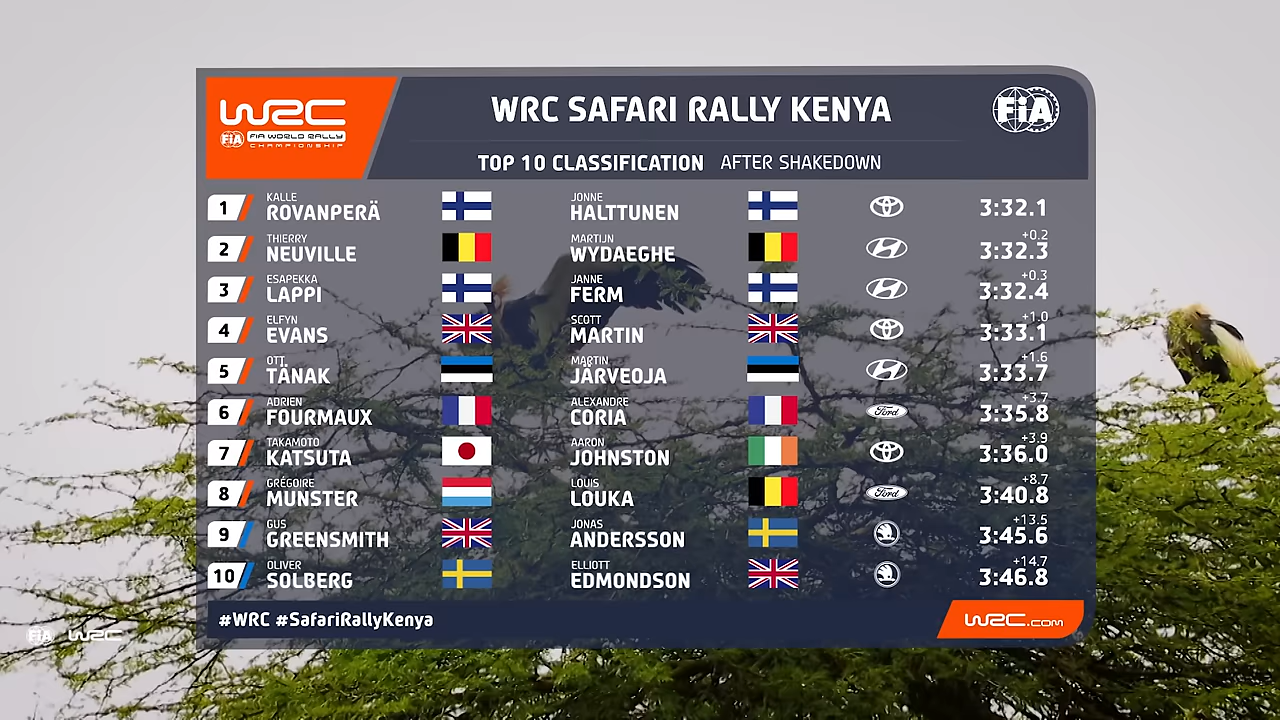 WRC
FIA
FIA WORLD RALLY
CHAMPIONSHIP
WRC SAFARI RALLY KENYA
FIA
TOP 10 CLASSIFICATION AFTER SHAKEDOWN
1 KALLE ROVANPERÄ JONNE HALTTUNEN 3:32.1
2 THIERRY NEUVILLE MARTIJN WYDAEGHE +0.2 3:32.3
3 ESAPEKKA LAPPI JANNE FERM +0.3 3:32.4
4 ELFYN EVANS SCOTT MARTIN +1.0 3:33.1
5 OTT TÄNAK MARTIN JÄRVEOJA +1.6 3:33.7
6 ADRIEN FOURMAUX ALEXANDRE CORIA Ford +3.7 3:35.8
7 TAKAMOTO KATSUTA AARON JOHNSTON +3.9 3:36.0
8 GRÉGOIRE MUNSTER LOUIS LOUKA Ford +8.7 3:40.8
9 GUS GREENSMITH JONAS ANDERSSON +13.5 3:45.6
10 OLIVER SOLBERG ELLIOTT EDMONDSON +14.7 3:46.8
#WRC #SafariRallyKenya
WRC.COM
FIA WRC